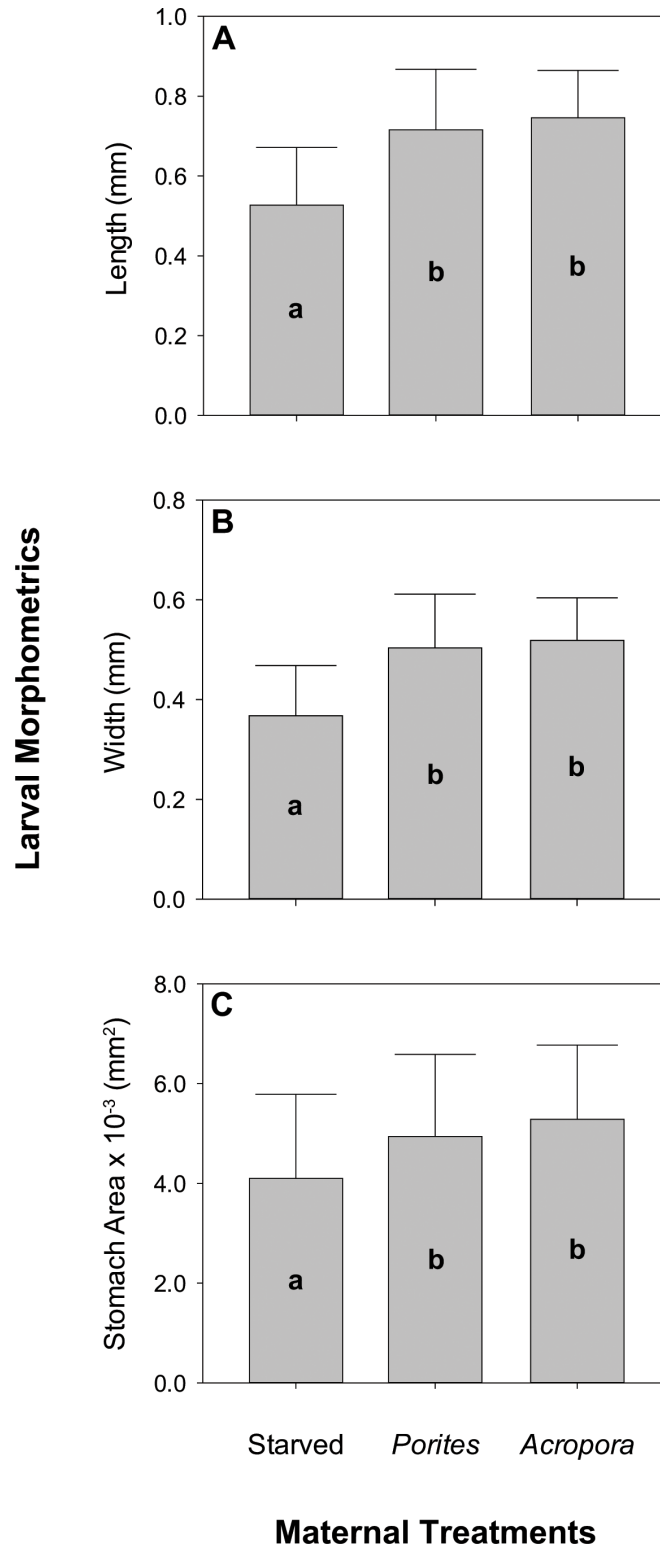 Larval Morphometrics
A
Length (mm)
1.0
0.8
0.6
0.4
0.2
0.0
a
b
b
B
Width (mm)
0.8
0.6
0.4
0.2
0.0
a
b
b
C
Stomach Area x 10⁻³ (mm²)
8.0
6.0
4.0
2.0
0.0
a
b
b
Starved Porites Acropora
Maternal Treatments